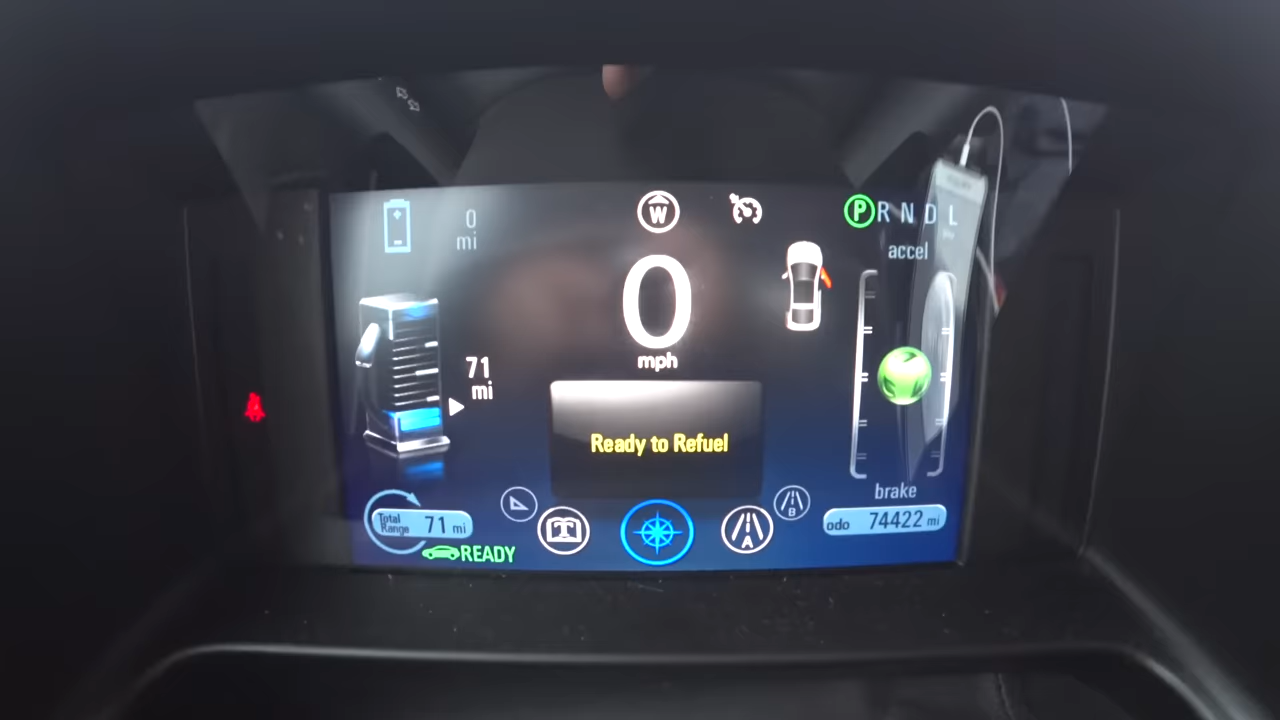 0
mi
W
P R N D L
accel
0
mph
71
mi
Ready to Refuel
brake
Total
Range
71 mi
B
A
odo 74422 mi
READY